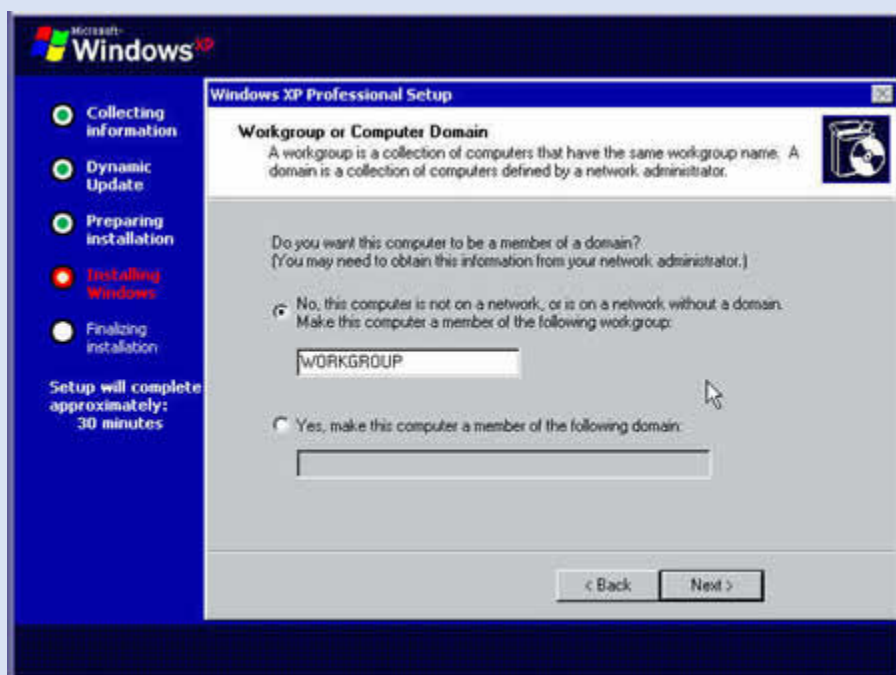 Microsoft
Windows XP
Collecting
information
Dynamic
Update
Preparing
installation
Installing
Windows
Finalizing
installation
Setup will complete
approximately:
30 minutes
Windows XP Professional Setup
Workgroup or Computer Domain
A workgroup is a collection of computers that have the same workgroup name. A
domain is a collection of computers defined by a network administrator.
Do you want this computer to be a member of a domain?
(You may need to obtain this information from your network administrator.)
No, this computer is not on a network, or is on a network without a domain.
Make this computer a member of the following workgroup:
WORKGROUP
Yes, make this computer a member of the following domain:
< Back
Next >